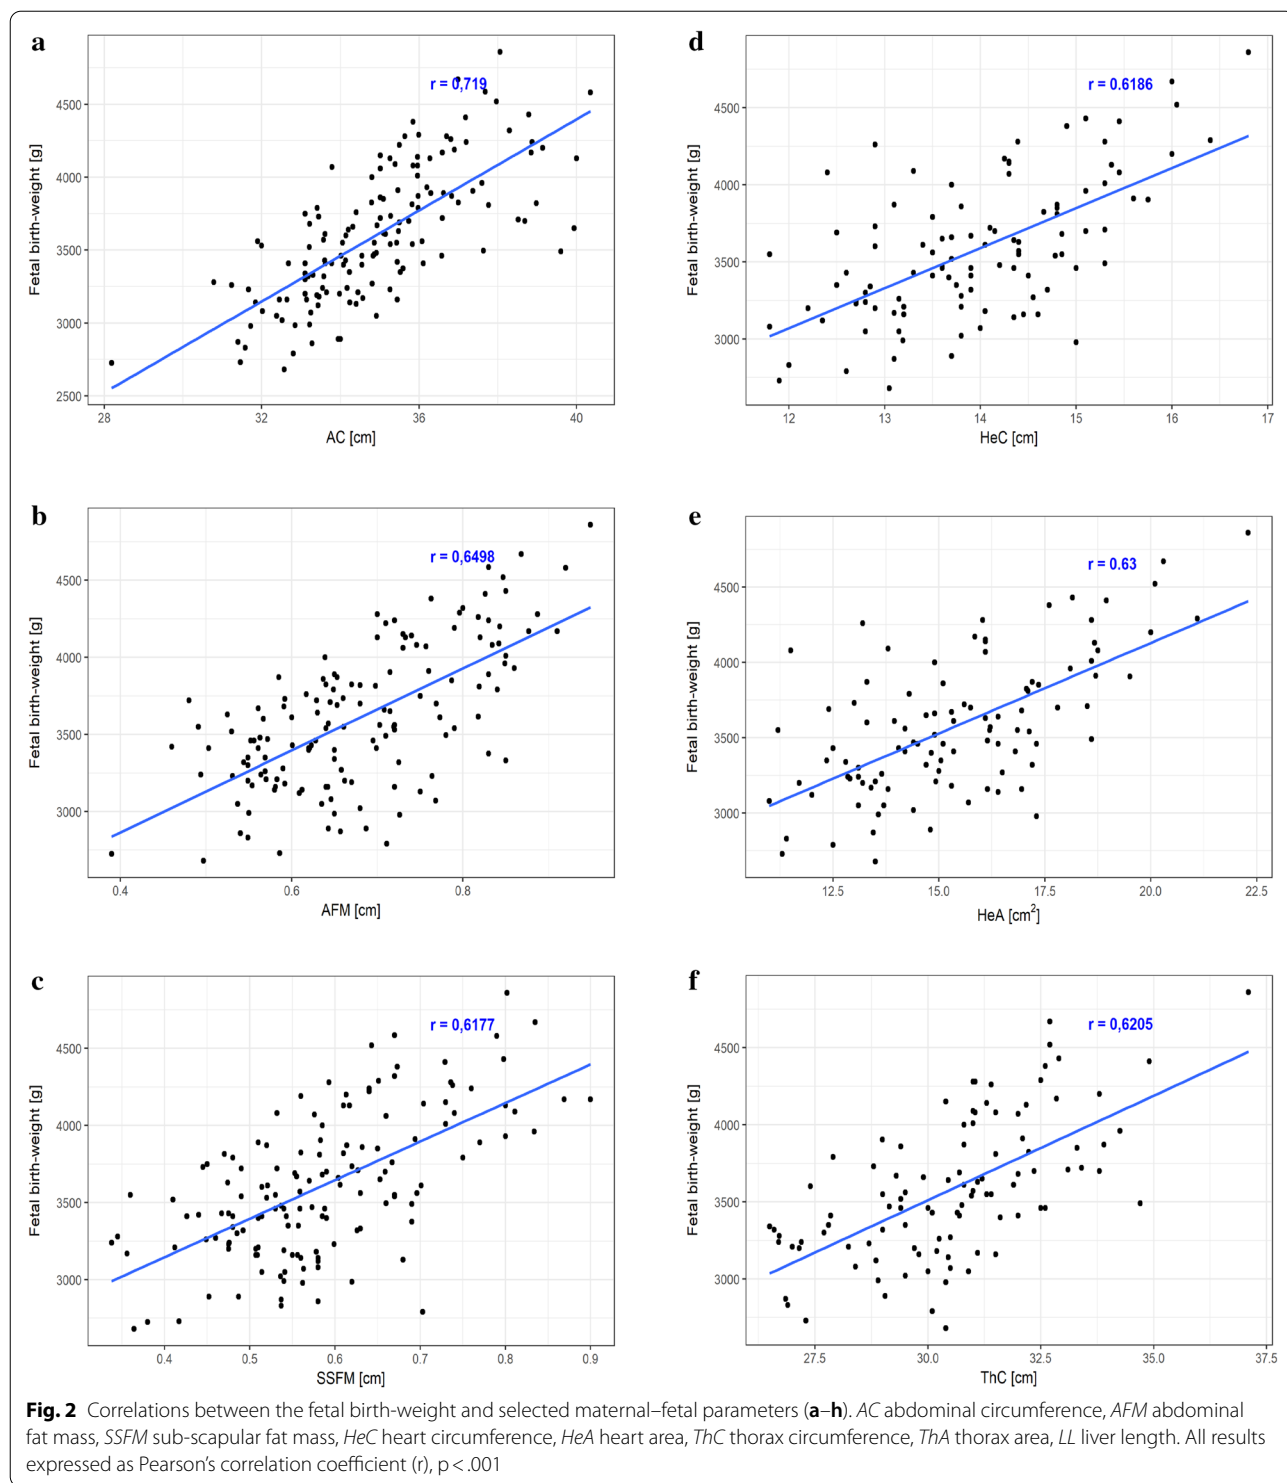 a
r = 0,719
Fetal birth-weight [g]
4500
4000
3500
3000
2500
28 32 36 40
AC [cm]
d
r = 0.6186
Fetal birth-weight [g]
4500
4000
3500
3000
12 13 14 15 16 17
HeC [cm]
b
r = 0,6498
Fetal birth-weight [g]
4500
4000
3500
3000
0.4 0.6 0.8
AFM [cm]
e
r = 0.63
Fetal birth-weight [g]
4500
4000
3500
3000
12.5 15.0 17.5 20.0 22.5
HeA [cm²]
c
r = 0,6177
Fetal birth-weight [g]
4500
4000
3500
3000
0.4 0.5 0.6 0.7 0.8 0.9
SSFM [cm]
f
r = 0,6205
Fetal birth-weight [g]
4500
4000
3500
3000
27.5 30.0 32.5 35.0 37.5
ThC [cm]
Fig. 2 Correlations between the fetal birth-weight and selected maternal–fetal parameters (a–h). AC abdominal circumference, AFM abdominal
fat mass, SSFM sub-scapular fat mass, HeC heart circumference, HeA heart area, ThC thorax circumference, ThA thorax area, LL liver length. All results
expressed as Pearson's correlation coefficient (r), p < .001